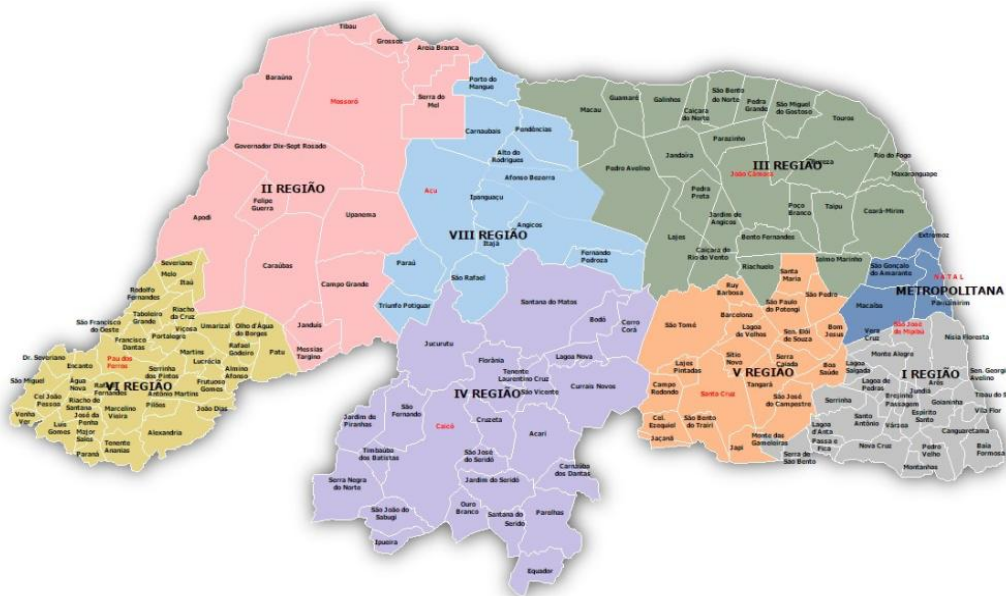 Tibau
Grossos
Areia Branca
Baraúna
Mossoró
Serra do
Mel
Governador Dix-Sept Rosado
II REGIÃO
Felipe
Guerra
Apodi
Upanema
Caraúbas
Campo Grande
Janduis
Messias
Targino
Porto do
Mangue
Carnaubais
Pendências
Alto do
Rodrigues
Afonso Bezerra
Açu
Ipanguaçu
Angicos
VIII REGIÃO
Itajá
Fernando
Pedroza
Paraú
São Rafael
Triunfo Potiguar
Macau
Guamaré
Galinhos
Caiçara
do Norte
São Bento
do Norte
Pedra
Grande
São Miguel
do Gostoso
Touros
Parazinho
Jandaíra
Pedro Avelino
III REGIÃO
João Câmara
Rio do Fogo
Maxaranguape
Pedra
Preta
Jardim de
Angicos
Poço
Branco
Taipu
Ceará-Mirim
Lajes
Caiçara do
Rio do Vento
Bento Fernandes
Riachuelo
Ielmo Marinho
Extremoz
São Gonçalo
do Amarante
NATAL
METROPOLITANA
Macaíba
Parnamirim
Severiano
Melo
Itaú
Rodolfo
Fernandes
Riacho
da Cruz
Taboleiro
Grande
São Francisco
do Oeste
Viçosa
Portalegre
Umarizal
Olho d'Água
do Borges
Francisco
Dantas
Martins
Rafael
Godeiro
Patu
Dr. Severiano
Encanto
Pau dos
Ferros
Serrinha
dos Pintos
Lucrécia
Almino
Afonso
VI REGIÃO
São Miguel
Água
Nova
Rafael
Fernandes
Antônio Martins
Frutuoso
Gomes
Cel João
Pessoa
Riacho de
Santana
José da
Penha
Marcelino
Vieira
Pilões
João Dias
Venha
Ver
Luis
Gomes
Major
Sales
Alexandria
Paraná
Tenente
Ananias
Santana do Matos
Bodó
Cerro
Corá
Jucurutu
Florânia
Lagoa Nova
Tenente
Laurentino Cruz
São Vicente
Currais Novos
IV REGIÃO
São
Fernando
Jardim de
Piranhas
Caicó
Cruzeta
Acari
Timbaúba
dos Batistas
São José
do Seridó
Carnaúba
dos Dantas
Serra Negra
do Norte
Jardim do Seridó
São João do
Sabugi
Ouro
Branco
Santana do
Seridó
Parelhas
Ipueira
Equador
Santa
Maria
Ruy
Barbosa
São Paulo
do Potengi
São Pedro
São Tomé
Barcelona
Lagoa
de Velhos
Sen. Elói
de Souza
Bom
Jesus
Lajes
Pintadas
Sítio
Novo
Serra
Caiada
Boa
Saúde
V REGIÃO
Campo
Redondo
Santa Cruz
Tangará
São José
do Campestre
Cel.
Ezequiel
São Bento
do Trairi
Jaçanã
Japi
Monte das
Gameleiras
Vera
Cruz
São José
de Mipibu
Nísia Floresta
Monte Alegre
Lagoa
Salgada
I REGIÃO
Lagoa de
Pedras
Arês
Jundiá
Sen. Georgino
Avelino
Serrinha
Brejinho
Passagem
Goianinha
Tibau do Sul
Vila Flor
Espírito
Santo
Santo
Antônio
Várzea
Lagoa
d'Anta
Passa e
Fica
Canguaretama
Nova Cruz
Pedro
Velho
Baía
Formosa
Serra de
São Bento
Montanhas